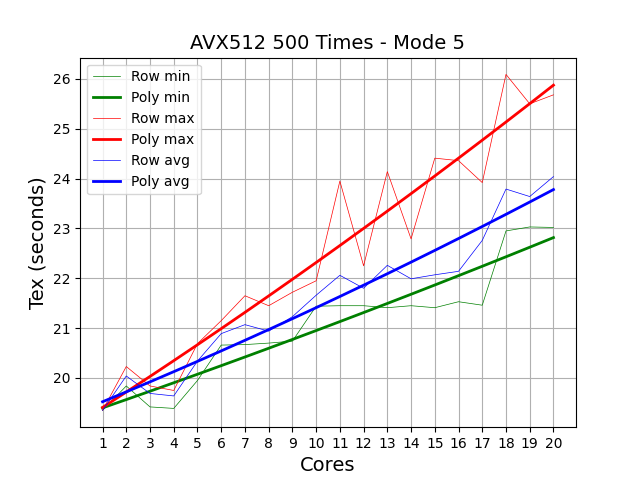 AVX512 500 Times - Mode 5
Row min
Poly min
Row max
Poly max
Row avg
Poly avg
Tex (seconds)
26
25
24
23
22
21
20
1 2 3 4 5 6 7 8 9 10 11 12 13 14 15 16 17 18 19 20
Cores